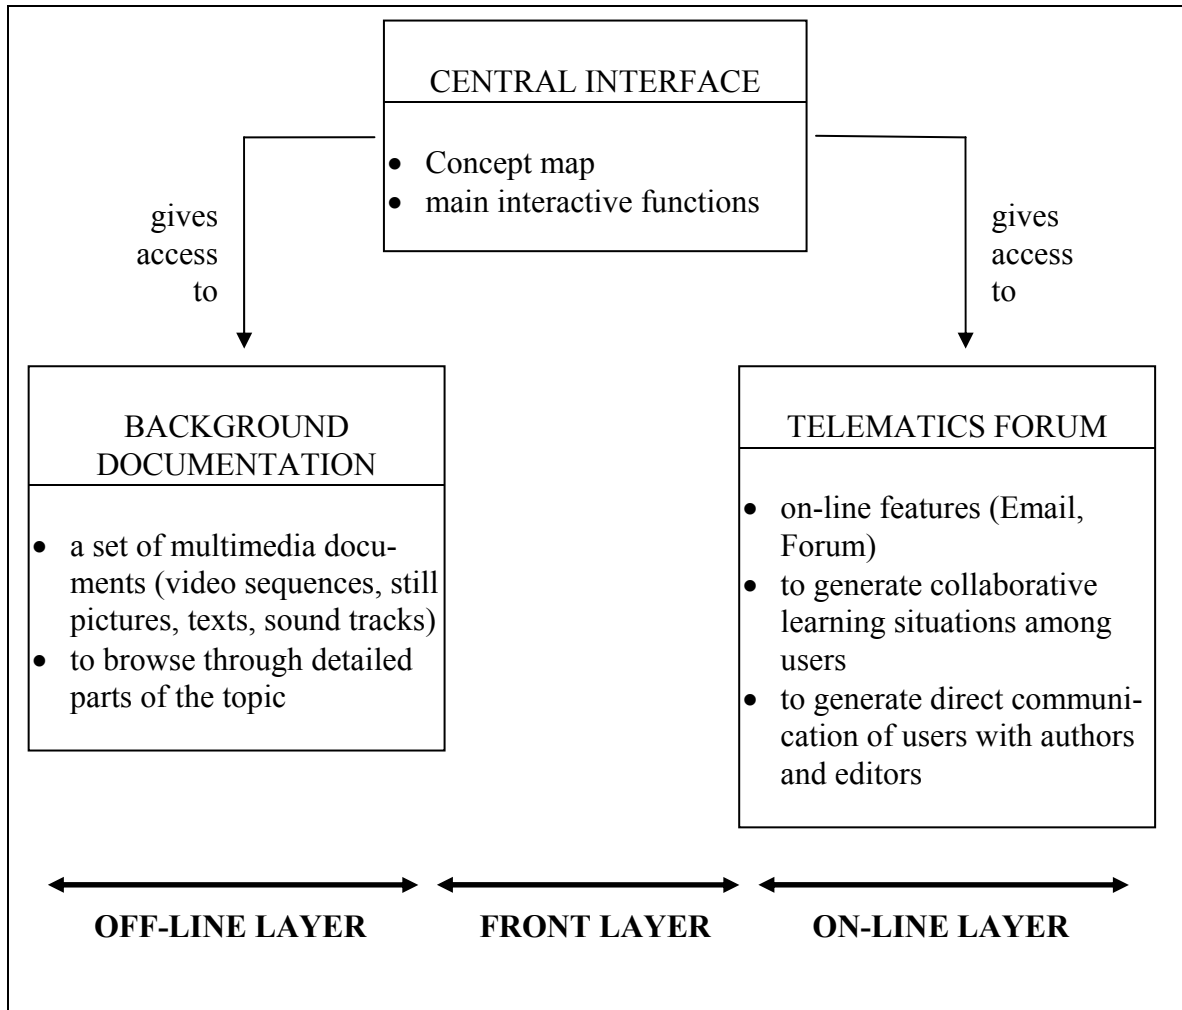 CENTRAL INTERFACE
• Concept map
• main interactive functions
gives
access
to
gives
access
to
BACKGROUND
DOCUMENTATION
• a set of multimedia docu-
ments (video sequences, still
pictures, texts, sound tracks)
• to browse through detailed
parts of the topic
TELEMATICS FORUM
• on-line features (Email,
Forum)
• to generate collaborative
learning situations among
users
• to generate direct communi-
cation of users with authors
and editors
OFF-LINE LAYER
FRONT LAYER
ON-LINE LAYER